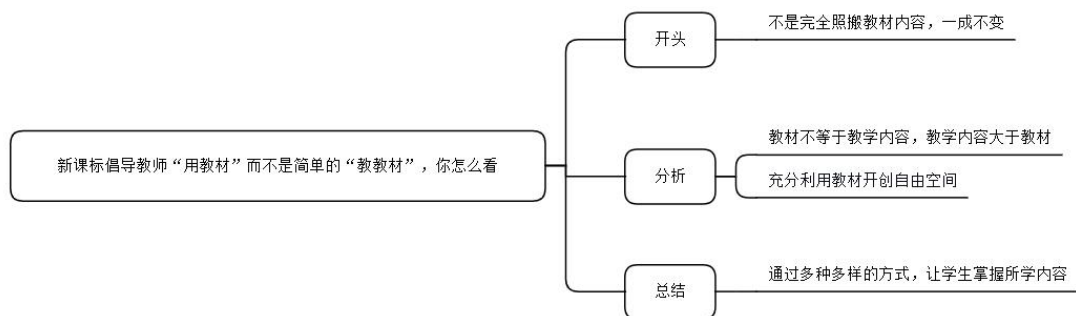 新课标倡导教师“用教材”而不是简单的“教教材”，你怎么看
开头
不是完全照搬教材内容，一成不变
分析
教材不等于教学内容，教学内容大于教材
充分利用教材开创自由空间
总结
通过多种多样的方式，让学生掌握所学内容